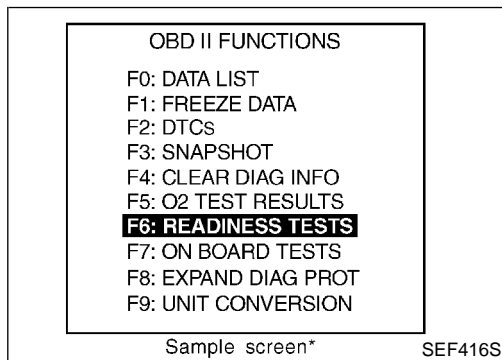 OBD II FUNCTIONS
F0: DATA LIST
F1: FREEZE DATA
F2: DTCs
F3: SNAPSHOT
F4: CLEAR DIAG INFO
F5: O2 TEST RESULTS
F6: READINESS TESTS
F7: ON BOARD TESTS
F8: EXPAND DIAG PROT
F9: UNIT CONVERSION
Sample screen*
SEF416S